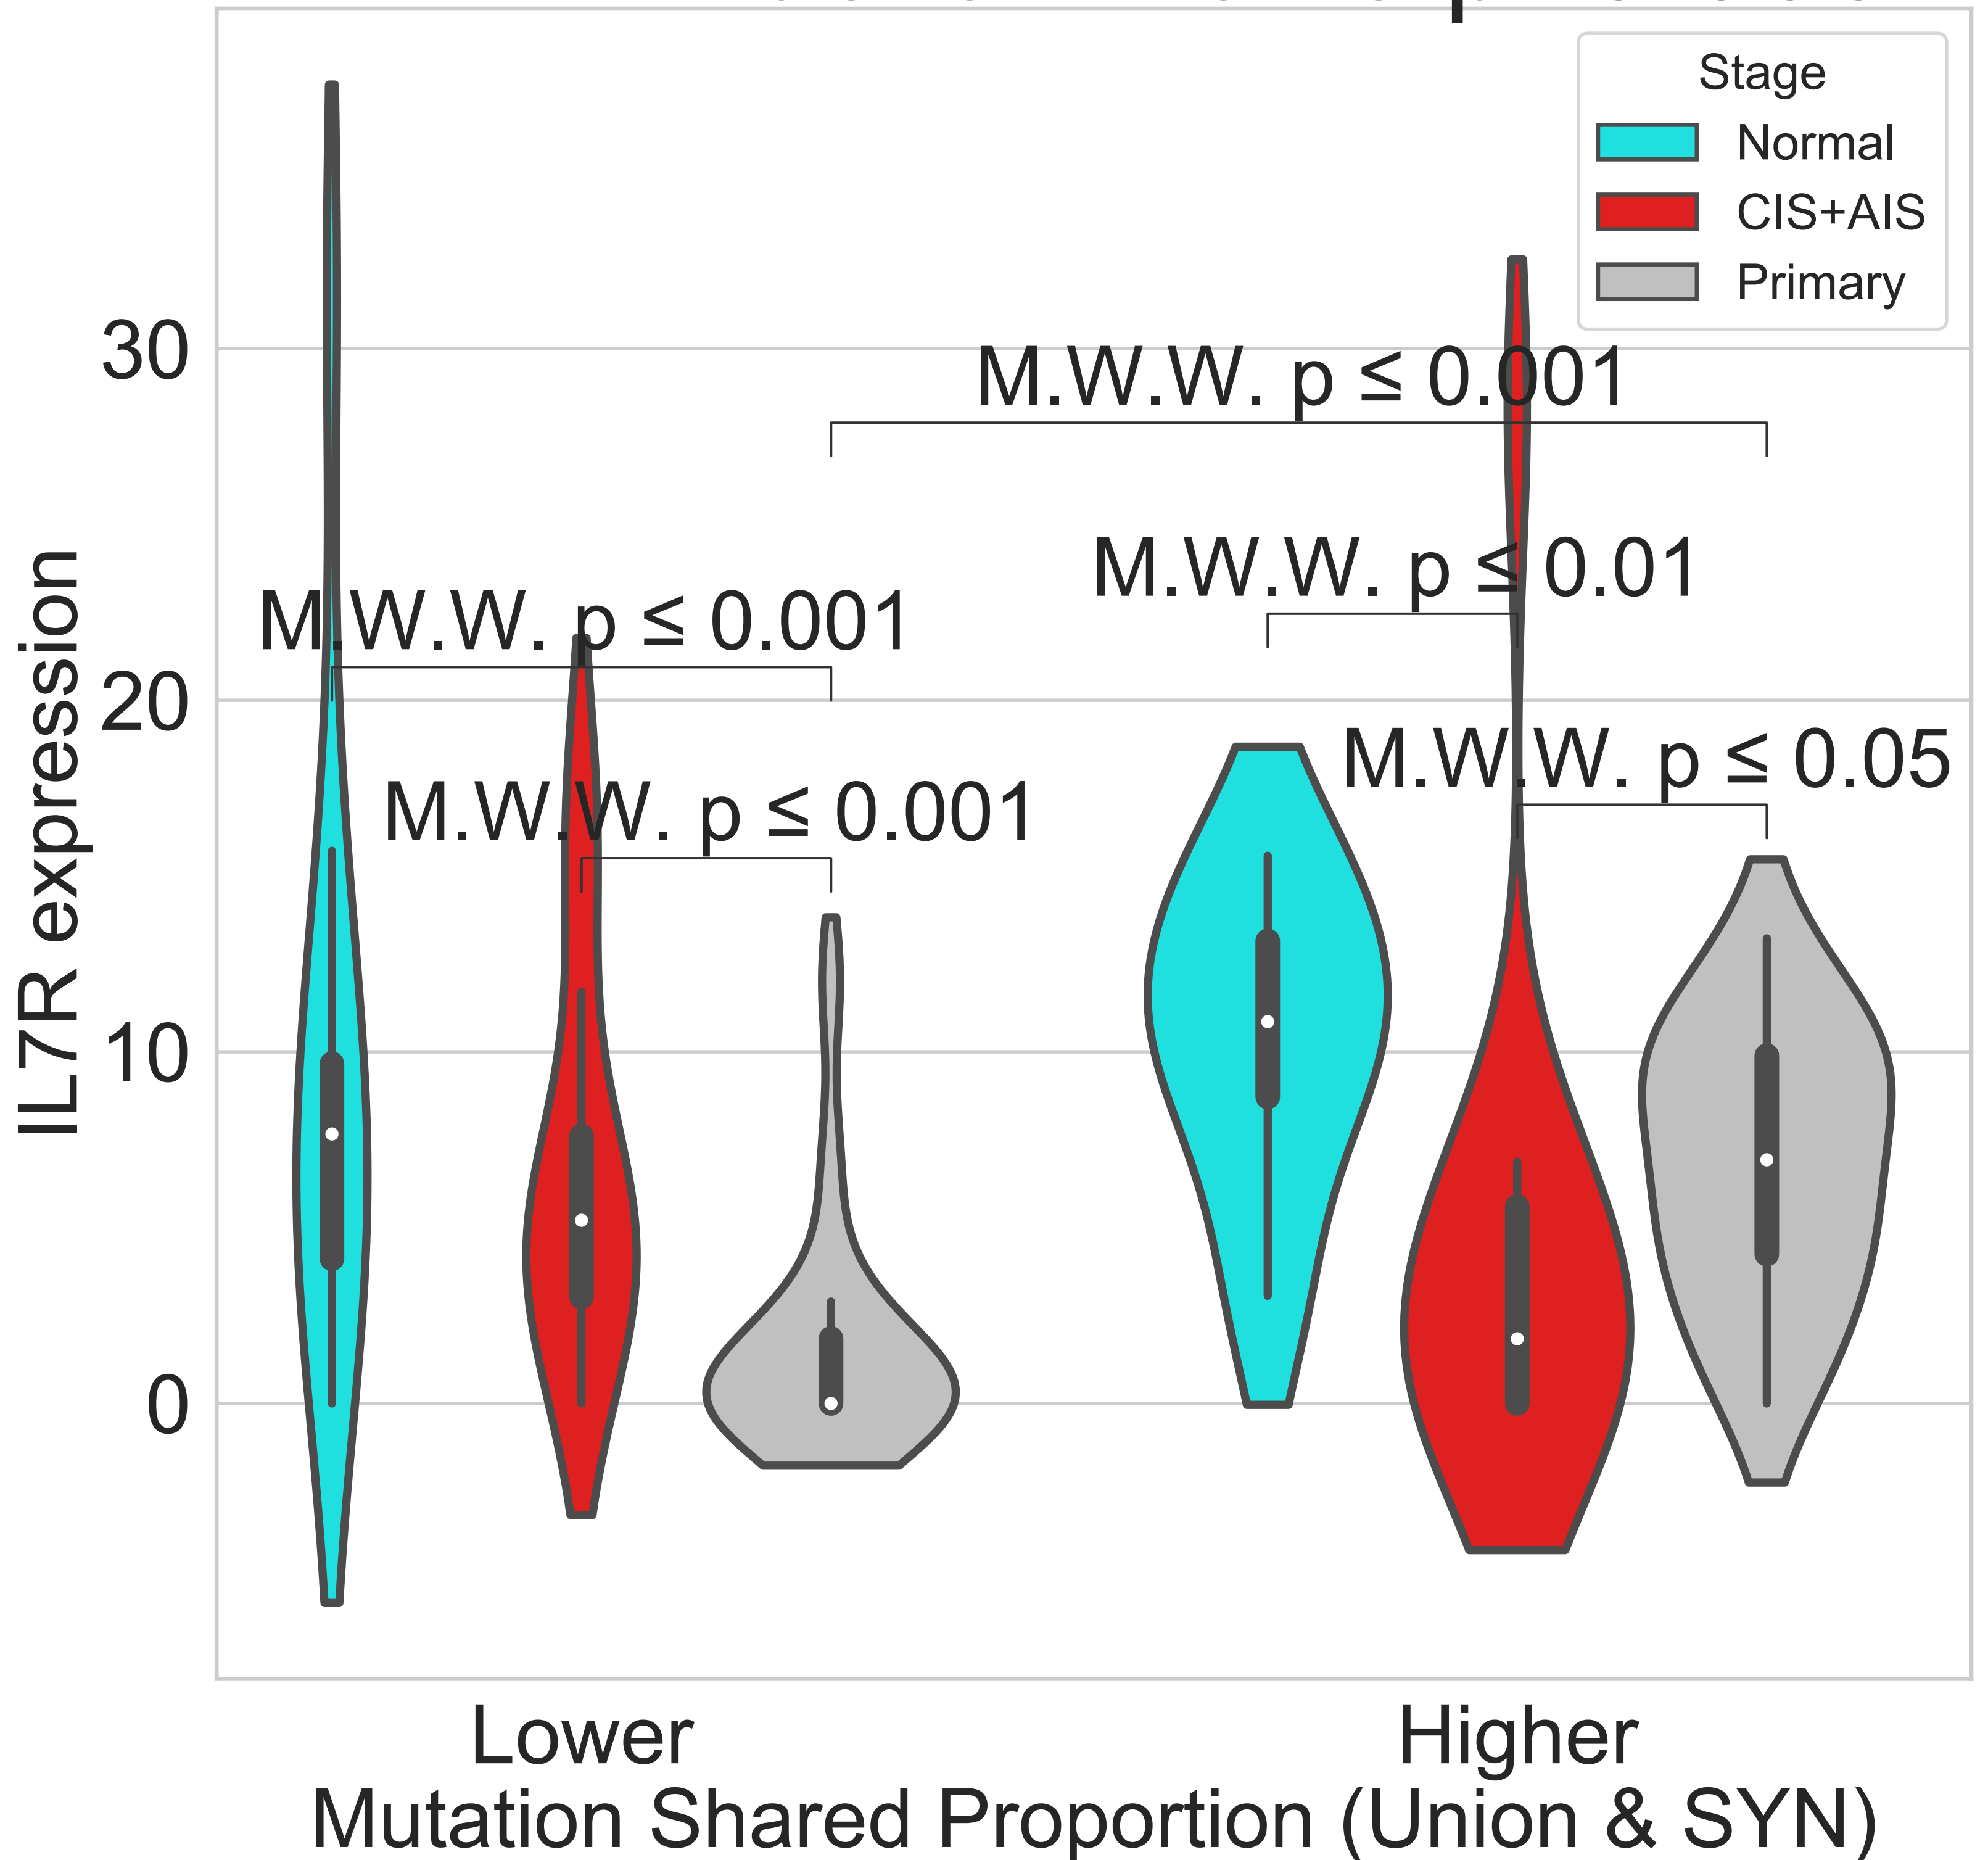 Stage
Normal
CIS+AIS
Primary
30
M.W.W. p ≤ 0.001
M.W.W. p ≤ 0.01
M.W.W. p ≤ 0.001
20
M.W.W. p ≤ 0.05
M.W.W. p ≤ 0.001
10
0
IL7R expression
Lower
Higher
Mutation Shared Proportion (Union & SYN)